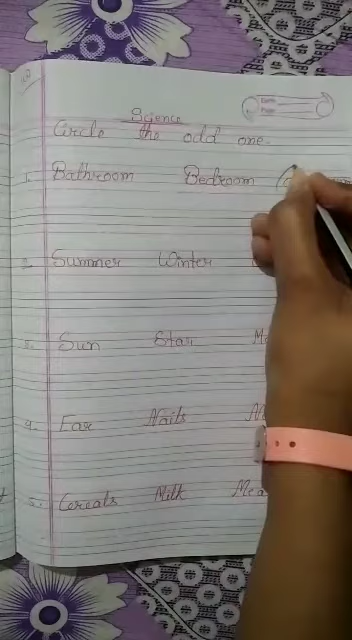 Science
Circle the odd one.
1. Bathroom Bedroom
2. Summer Winter
3. Sun Star
4. Ear Nails
5. Cereals Milk